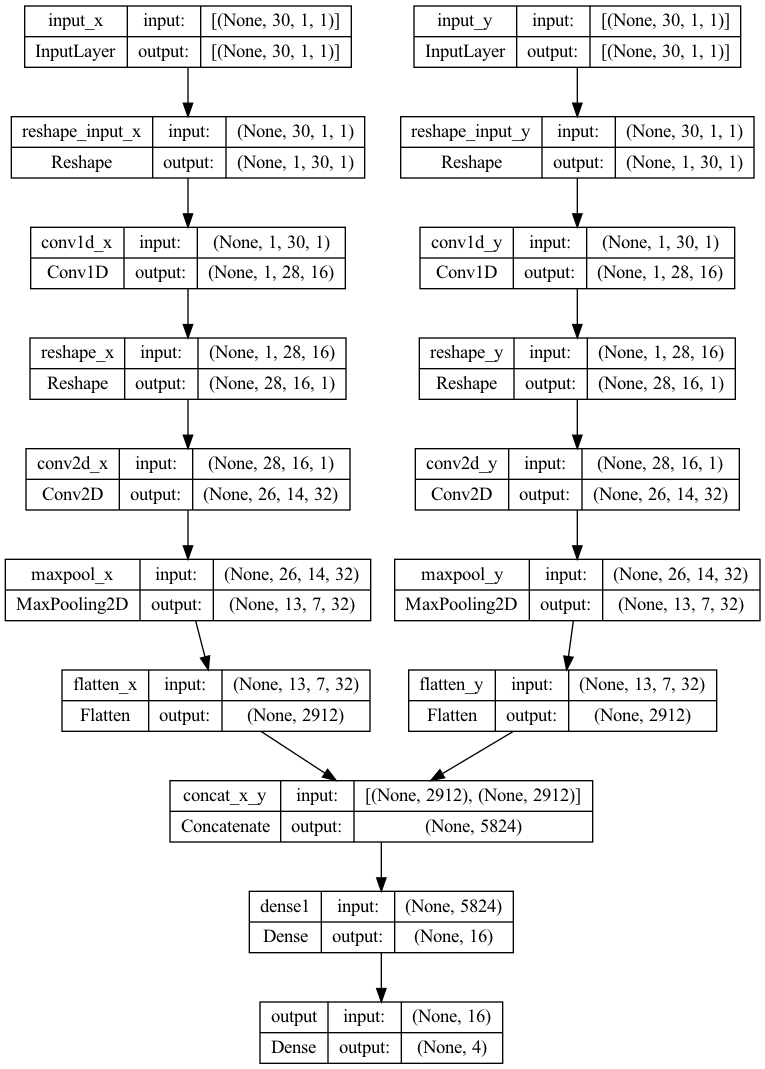 input_x input: [(None, 30, 1, 1)]
InputLayer output: [(None, 30, 1, 1)]
input_y input: [(None, 30, 1, 1)]
InputLayer output: [(None, 30, 1, 1)]
reshape_input_x input: (None, 30, 1, 1)
Reshape output: (None, 1, 30, 1)
reshape_input_y input: (None, 30, 1, 1)
Reshape output: (None, 1, 30, 1)
conv1d_x input: (None, 1, 30, 1)
Conv1D output: (None, 1, 28, 16)
conv1d_y input: (None, 1, 30, 1)
Conv1D output: (None, 1, 28, 16)
reshape_x input: (None, 1, 28, 16)
Reshape output: (None, 28, 16, 1)
reshape_y input: (None, 1, 28, 16)
Reshape output: (None, 28, 16, 1)
conv2d_x input: (None, 28, 16, 1)
Conv2D output: (None, 26, 14, 32)
conv2d_y input: (None, 28, 16, 1)
Conv2D output: (None, 26, 14, 32)
maxpool_x input: (None, 26, 14, 32)
MaxPooling2D output: (None, 13, 7, 32)
maxpool_y input: (None, 26, 14, 32)
MaxPooling2D output: (None, 13, 7, 32)
flatten_x input: (None, 13, 7, 32)
Flatten output: (None, 2912)
flatten_y input: (None, 13, 7, 32)
Flatten output: (None, 2912)
concat_x_y input: [(None, 2912), (None, 2912)]
Concatenate output: (None, 5824)
dense1 input: (None, 5824)
Dense output: (None, 16)
output input: (None, 16)
Dense output: (None, 4)